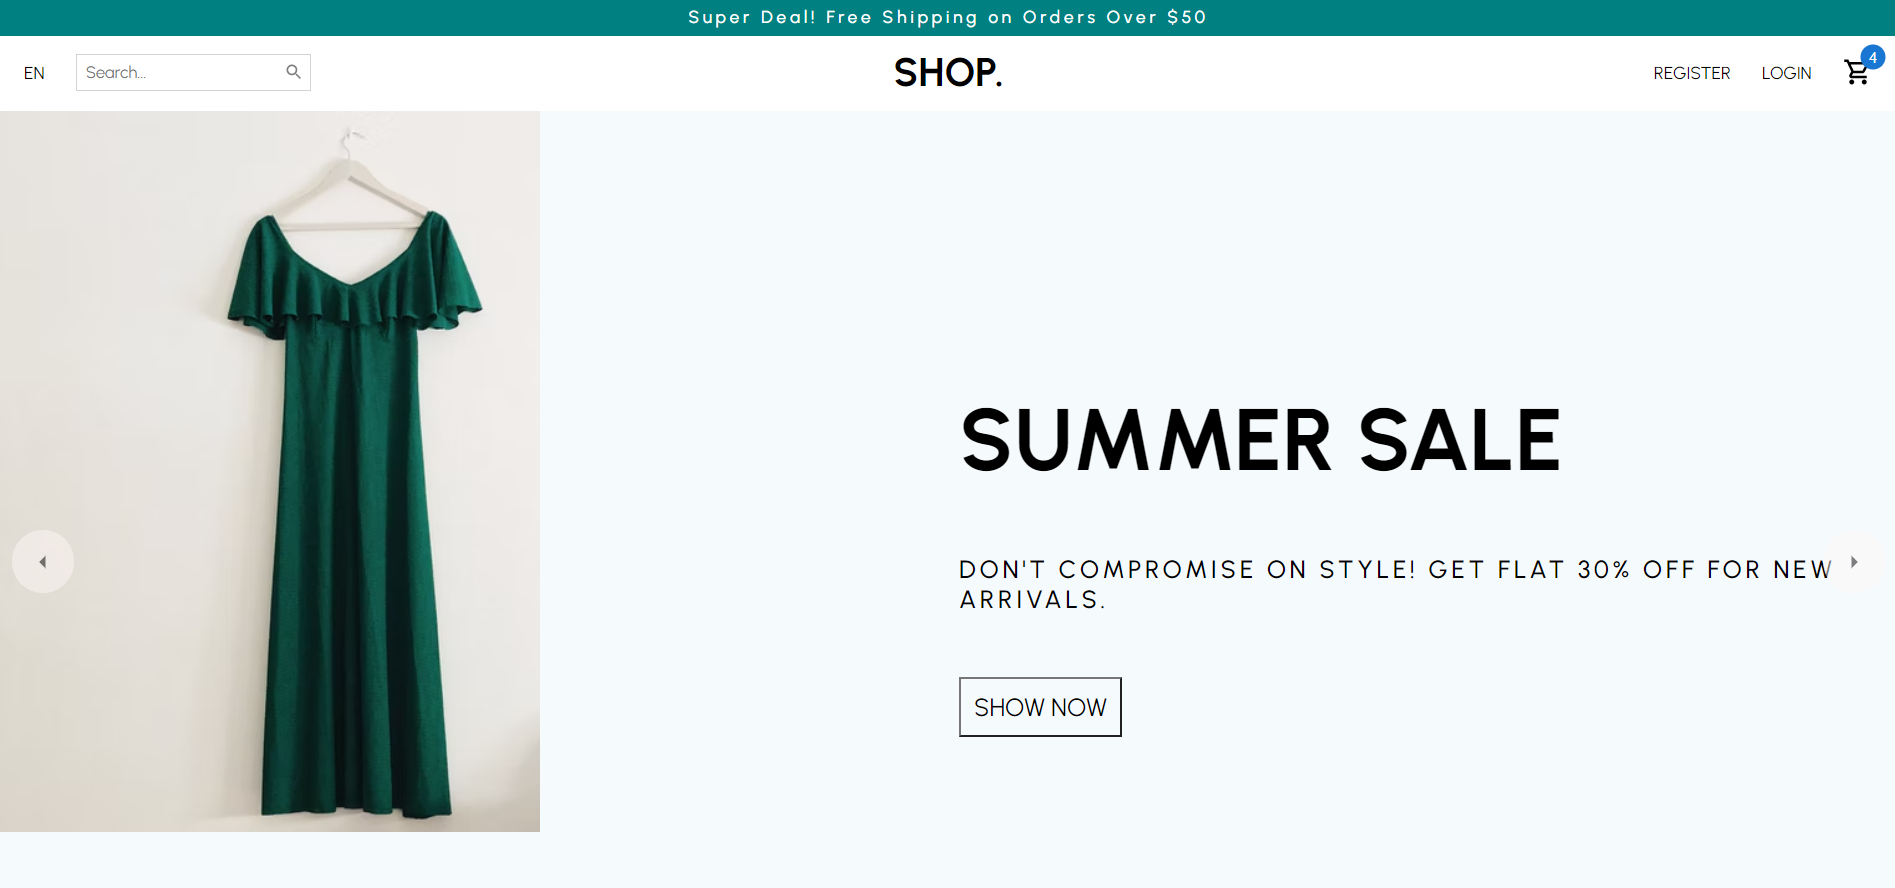 Super Deal! Free Shipping on Orders Over $50
EN
Search...
SHOP.
REGISTER
LOGIN
4
SUMMER SALE
DON'T COMPROMISE ON STYLE! GET FLAT 30% OFF FOR NEW
ARRIVALS.
SHOW NOW